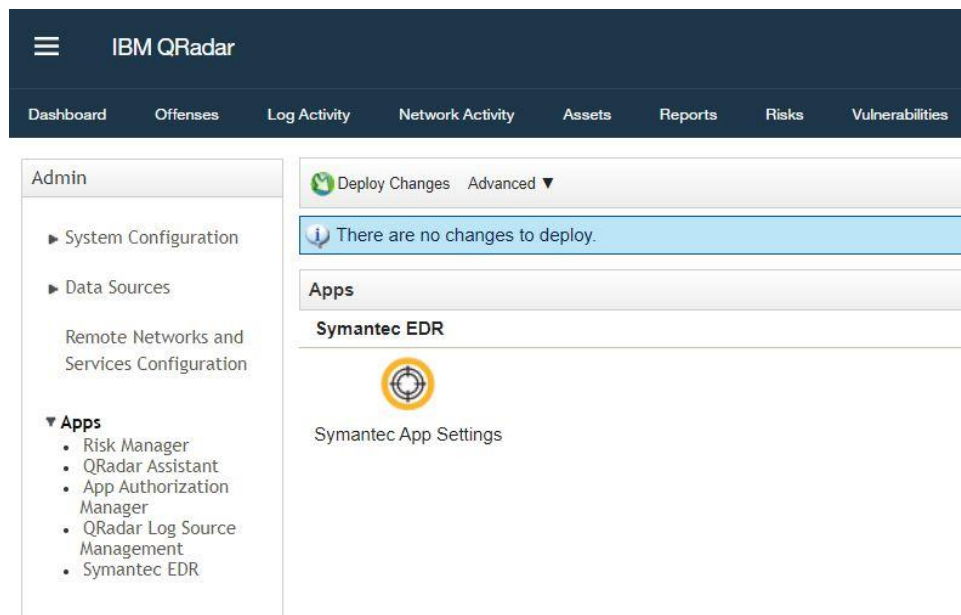 IBM QRadar
Dashboard Offenses Log Activity Network Activity Assets Reports Risks Vulnerabilities
Admin
System Configuration
Data Sources
Remote Networks and
Services Configuration
Apps
Risk Manager
QRadar Assistant
App Authorization
Manager
QRadar Log Source
Management
Symantec EDR
Deploy Changes Advanced ▼
There are no changes to deploy.
Apps
Symantec EDR
Symantec App Settings